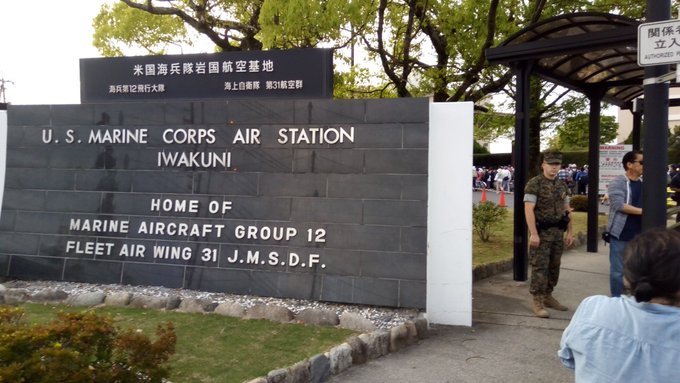 米国海兵隊岩国航空基地
海兵第12飛行大隊 海上自衛隊 第31航空群
U.S. MARINE CORPS AIR STATION
IWAKUNI
HOME OF
MARINE AIRCRAFT GROUP 12
FLEET AIR WING 31 J.M.S.D.F.
関係者
立入
AUTHORIZED
WARNING